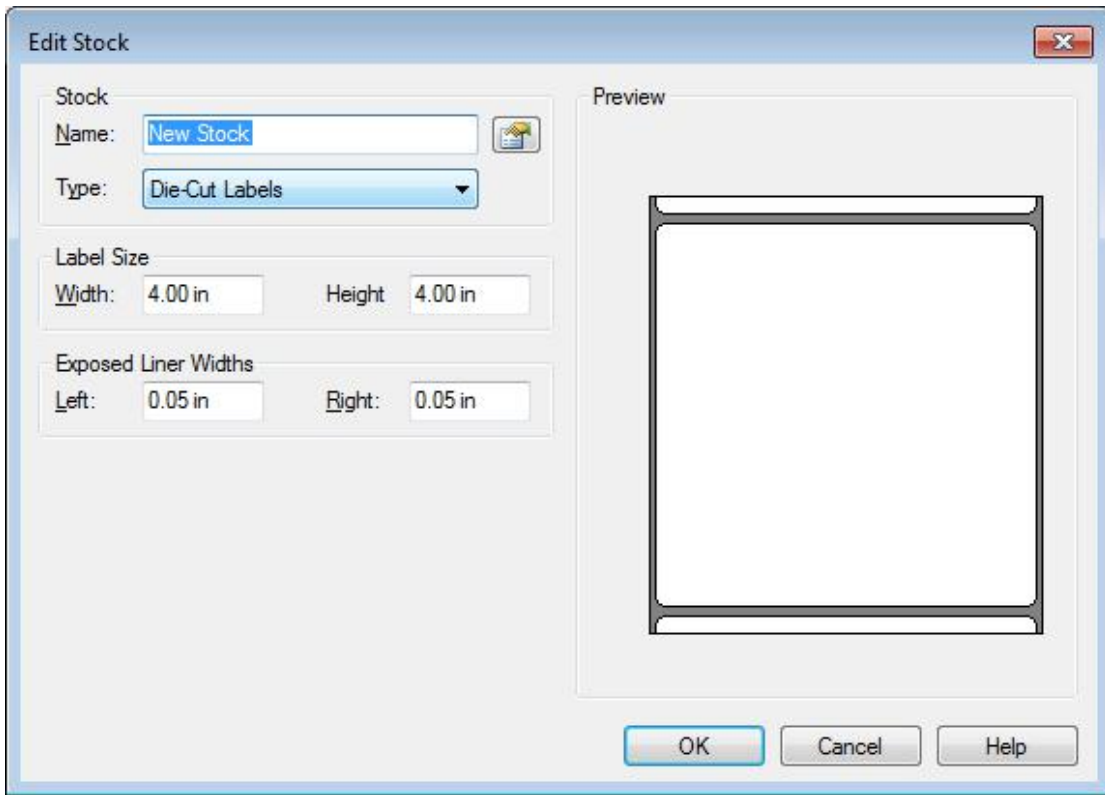 Edit Stock
Stock
Name: New Stock
Type: Die-Cut Labels
Label Size
Width: 4.00 in Height 4.00 in
Exposed Liner Widths
Left: 0.05 in Right: 0.05 in
Preview
OK Cancel Help